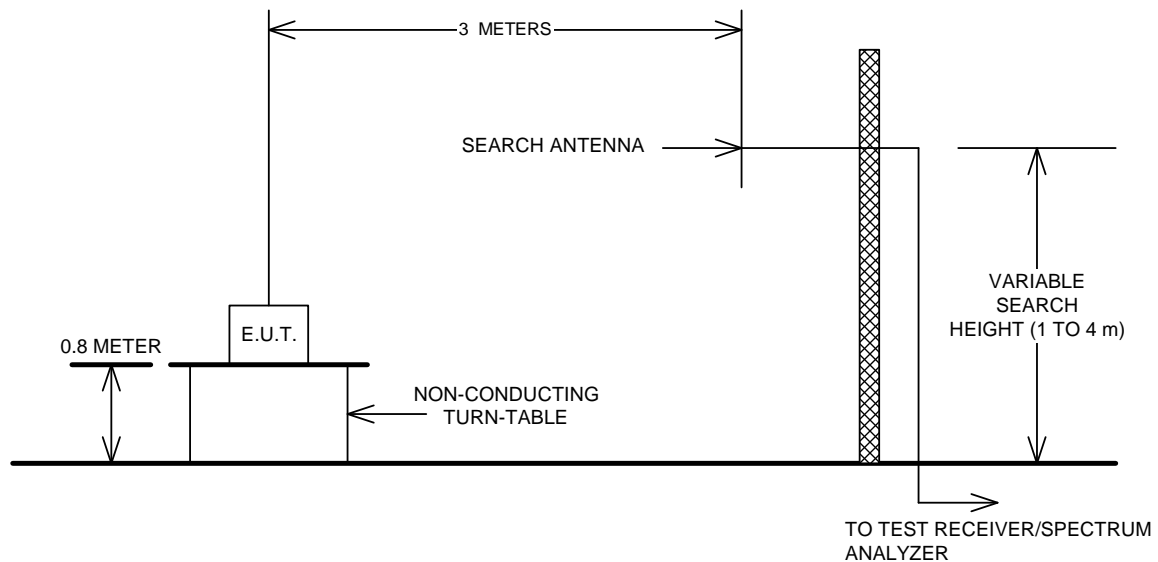 3 METERS
SEARCH ANTENNA
VARIABLE
SEARCH
HEIGHT (1 TO 4 m)
E.U.T.
0.8 METER
NON-CONDUCTING
TURN-TABLE
TO TEST RECEIVER/SPECTRUM
ANALYZER